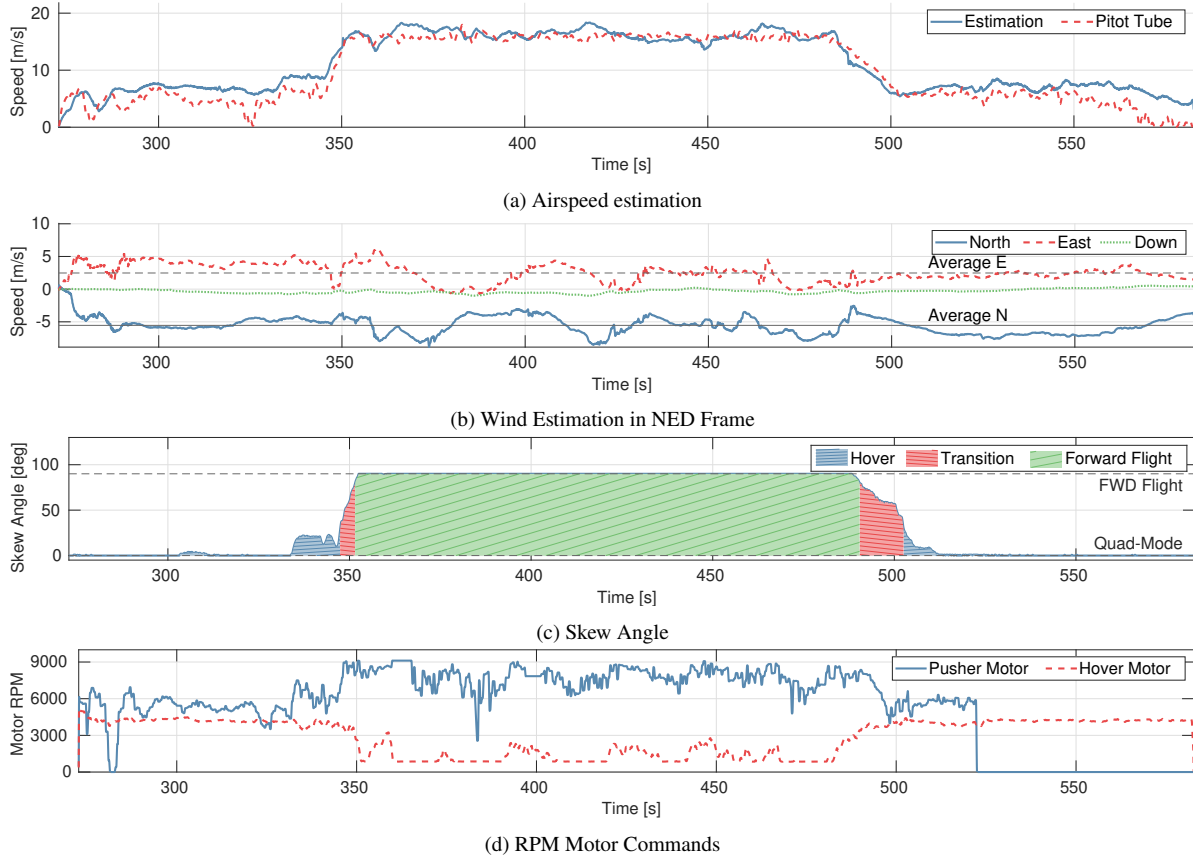 20
10
0
Speed [m/s]
Estimation
Pitot Tube
300
350
400
450
500
550
Time [s]
(a) Airspeed estimation
10
5
0
-5
Speed [m/s]
North
East
Down
Average E
Average N
300
350
400
450
500
550
Time [s]
(b) Wind Estimation in NED Frame
100
50
0
Skew Angle [deg]
Hover
Transition
Forward Flight
FWD Flight
Quad-Mode
300
350
400
450
500
550
Time [s]
(c) Skew Angle
9000
6000
3000
0
Motor RPM
Pusher Motor
Hover Motor
300
350
400
450
500
550
Time [s]
(d) RPM Motor Commands